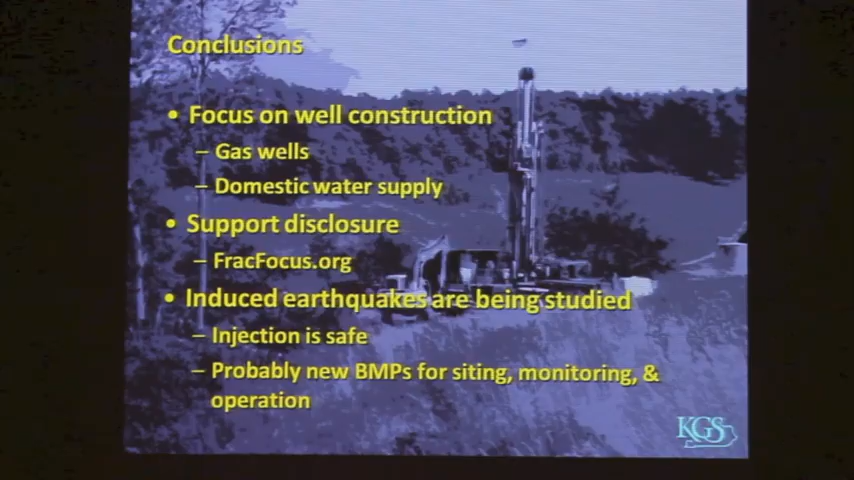 Conclusions
• Focus on well construction
– Gas wells
– Domestic water supply
• Support disclosure
– FracFocus.org
• Induced earthquakes are being studied
– Injection is safe
– Probably new BMPs for siting, monitoring, &
operation
KGS